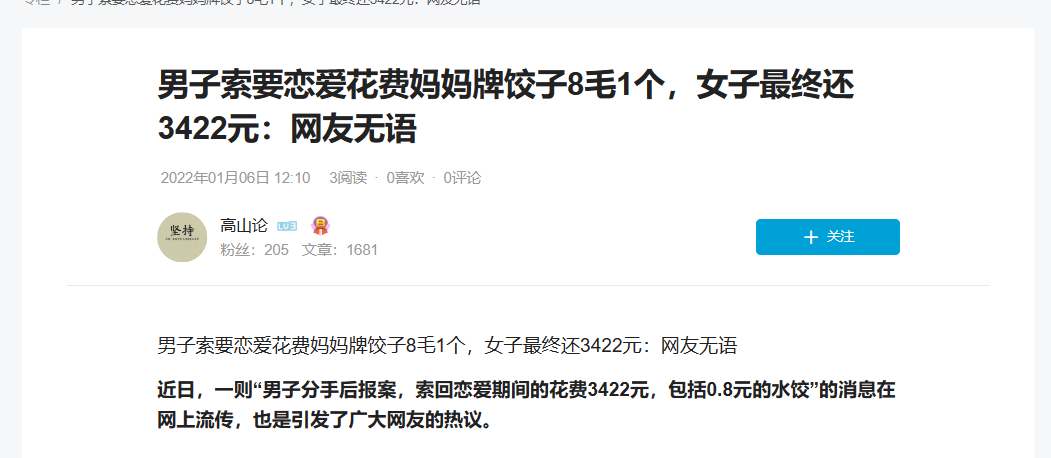 专栏 / 男子索要恋爱花费妈妈牌饺子8毛1个，女子最终还3422元：网友无语
男子索要恋爱花费妈妈牌饺子8毛1个，女子最终还
3422元：网友无语
2022年01月06日 12:10 3阅读 · 0喜欢 · 0评论
坚持
高山论 LV3
粉丝：205 文章：1681
＋ 关注
男子索要恋爱花费妈妈牌饺子8毛1个，女子最终还3422元：网友无语
近日，一则“男子分手后报案，索回恋爱期间的花费3422元，包括0.8元的水饺”的消息在
网上流传，也是引发了广大网友的热议。